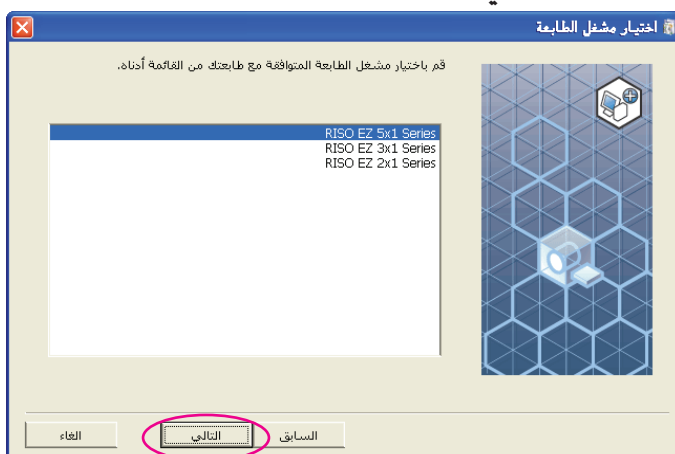 اختيار مشغل الطابعة
قم باختيار مشغل الطابعة المتوافقة مع طابعتك من القائمة أدناه.
RISO EZ 5x1 Series
RISO EZ 3x1 Series
RISO EZ 2x1 Series
السابق
التالي
الغاء